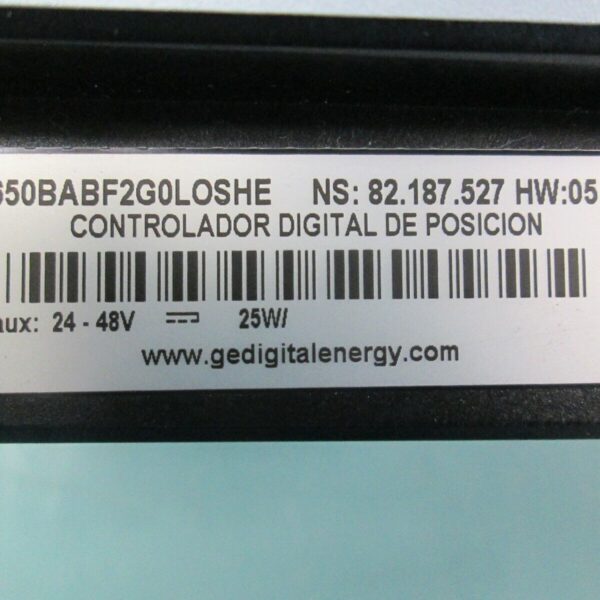 650BABF2G0LOSHE NS: 82.187.527 HW:05
CONTROLADOR DIGITAL DE POSICION
aux: 24 - 48V 25W/
www.gedigitalenergy.com